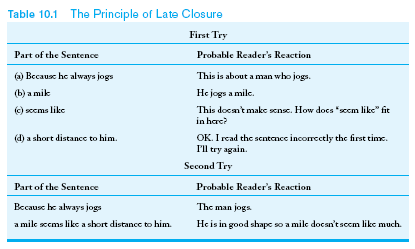 Table 10.1 The Principle of Late Closure
First Try
Part of the Sentence Probable Reader's Reaction
(a) Because he always jogs This is about a man who jogs.
(b) a mile He jogs a mile.
(c) seems like This doesn't make sense. How does "seem like" fit
in here?
(d) a short distance to him. OK. I read the sentence incorrectly the first time.
I'll try again.
Second Try
Part of the Sentence Probable Reader's Reaction
Because he always jogs The man jogs.
a mile seems like a short distance to him. He is in good shape so a mile doesn't seem like much.